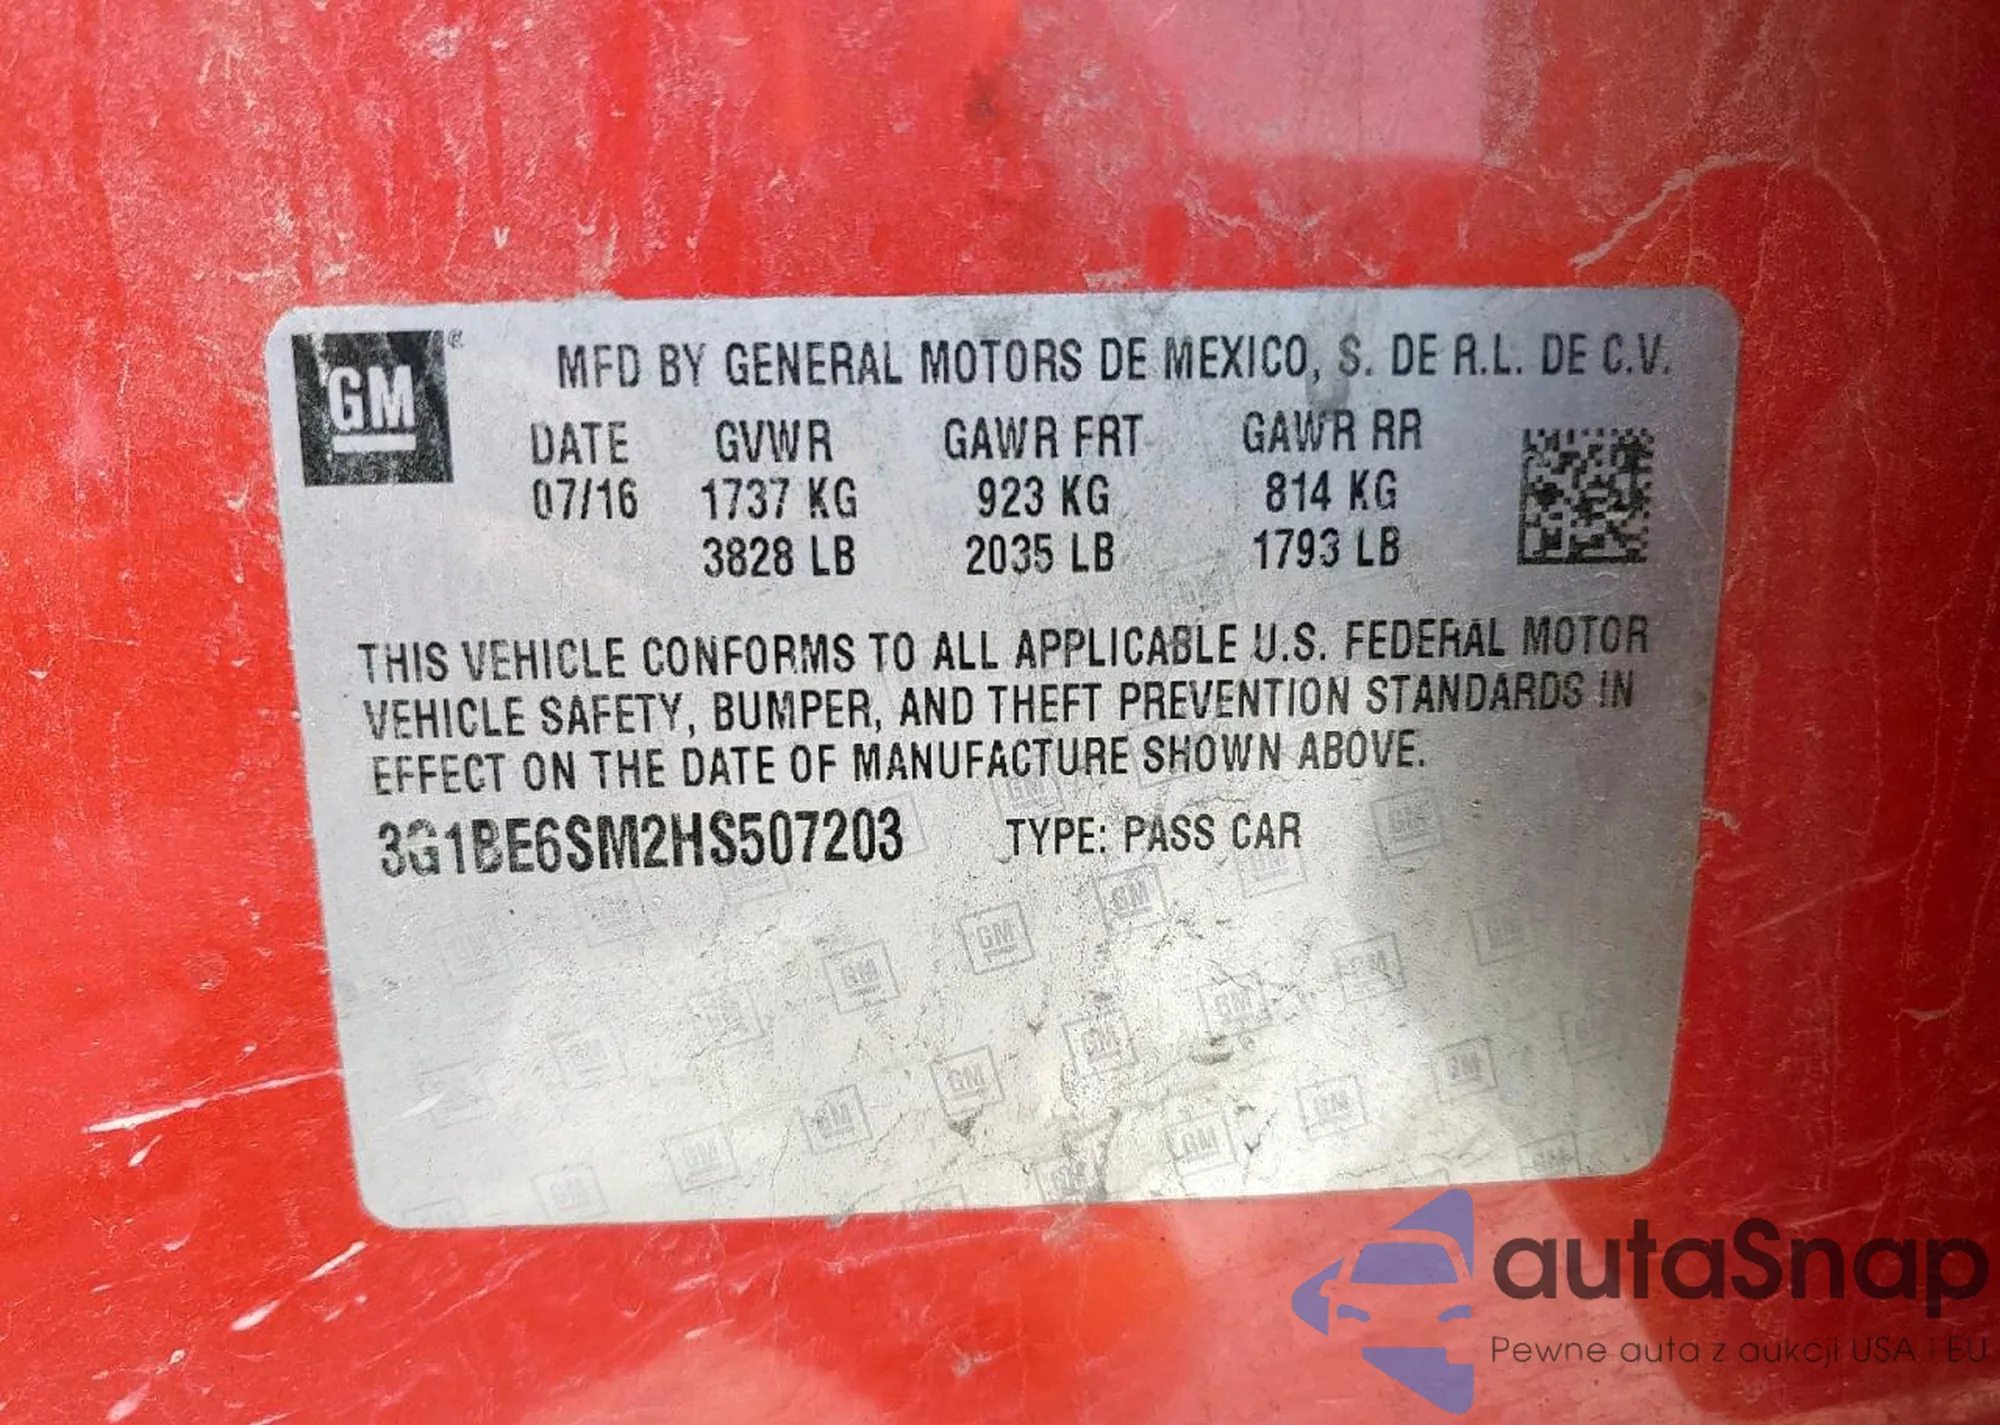 GM
MFD BY GENERAL MOTORS DE MEXICO, S. DE R.L. DE C.V.
DATE GVWR GAWR FRT GAWR RR
07/16 1737 KG 923 KG 814 KG
3828 LB 2035 LB 1793 LB
THIS VEHICLE CONFORMS TO ALL APPLICABLE U.S. FEDERAL MOTOR
VEHICLE SAFETY, BUMPER, AND THEFT PREVENTION STANDARDS IN
EFFECT ON THE DATE OF MANUFACTURE SHOWN ABOVE.
3G1BE6SM2HS507203 TYPE: PASS CAR
autaSnap
Pewne auta z aukcji USA i EU